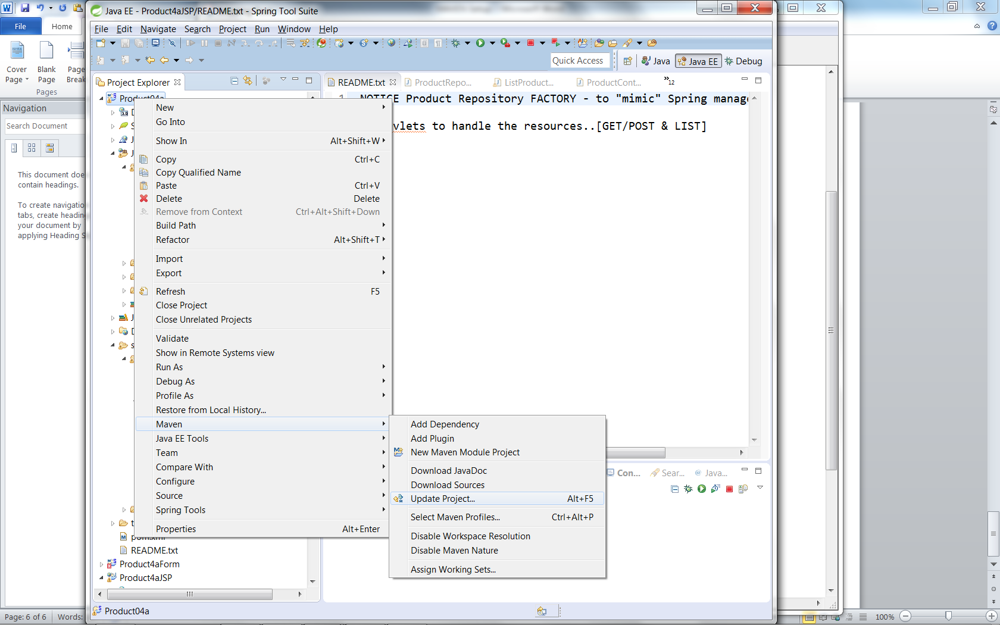 Java EE - Product4aJSP/README.txt - Spring Tool Suite
File
Home
File Edit Navigate Search Project Run Window Help
Cover Page
Blank Page
Page Break
Pages
Quick Access
Java
Java EE
Debug
Navigation
Search Document
This document doe
contain headings.
To create navigatio
tabs, create heading
your document by
applying Heading S
Project Explorer
README.txt
ProductRepo...
ListProduct...
ProductCont...
12
Product04a
1
NOTICE Product Repository FACTORY - to "mimic" Spring manage
vlets to handle the resources..[GET/POST & LIST]
New
Go Into
Show In Alt+Shift+W
Copy Ctrl+C
Copy Qualified Name
Paste Ctrl+V
Delete Delete
Remove from Context Ctrl+Alt+Shift+Down
Build Path
Refactor Alt+Shift+T
Import
Export
Refresh F5
Close Project
Close Unrelated Projects
Validate
Show in Remote Systems view
Run As
Debug As
Profile As
Restore from Local History...
Maven
Java EE Tools
Team
Compare With
Configure
Source
Spring Tools
Properties Alt+Enter
Add Dependency
Add Plugin
New Maven Module Project
Download JavaDoc
Download Sources
Update Project... Alt+F5
Select Maven Profiles... Ctrl+Alt+P
Disable Workspace Resolution
Disable Maven Nature
Assign Working Sets...
Con...
Sear...
Java...
pom.xml
README.txt
Product4aForm
Product4aJSP
Product04a
Page: 6 of 6
Words:
100%